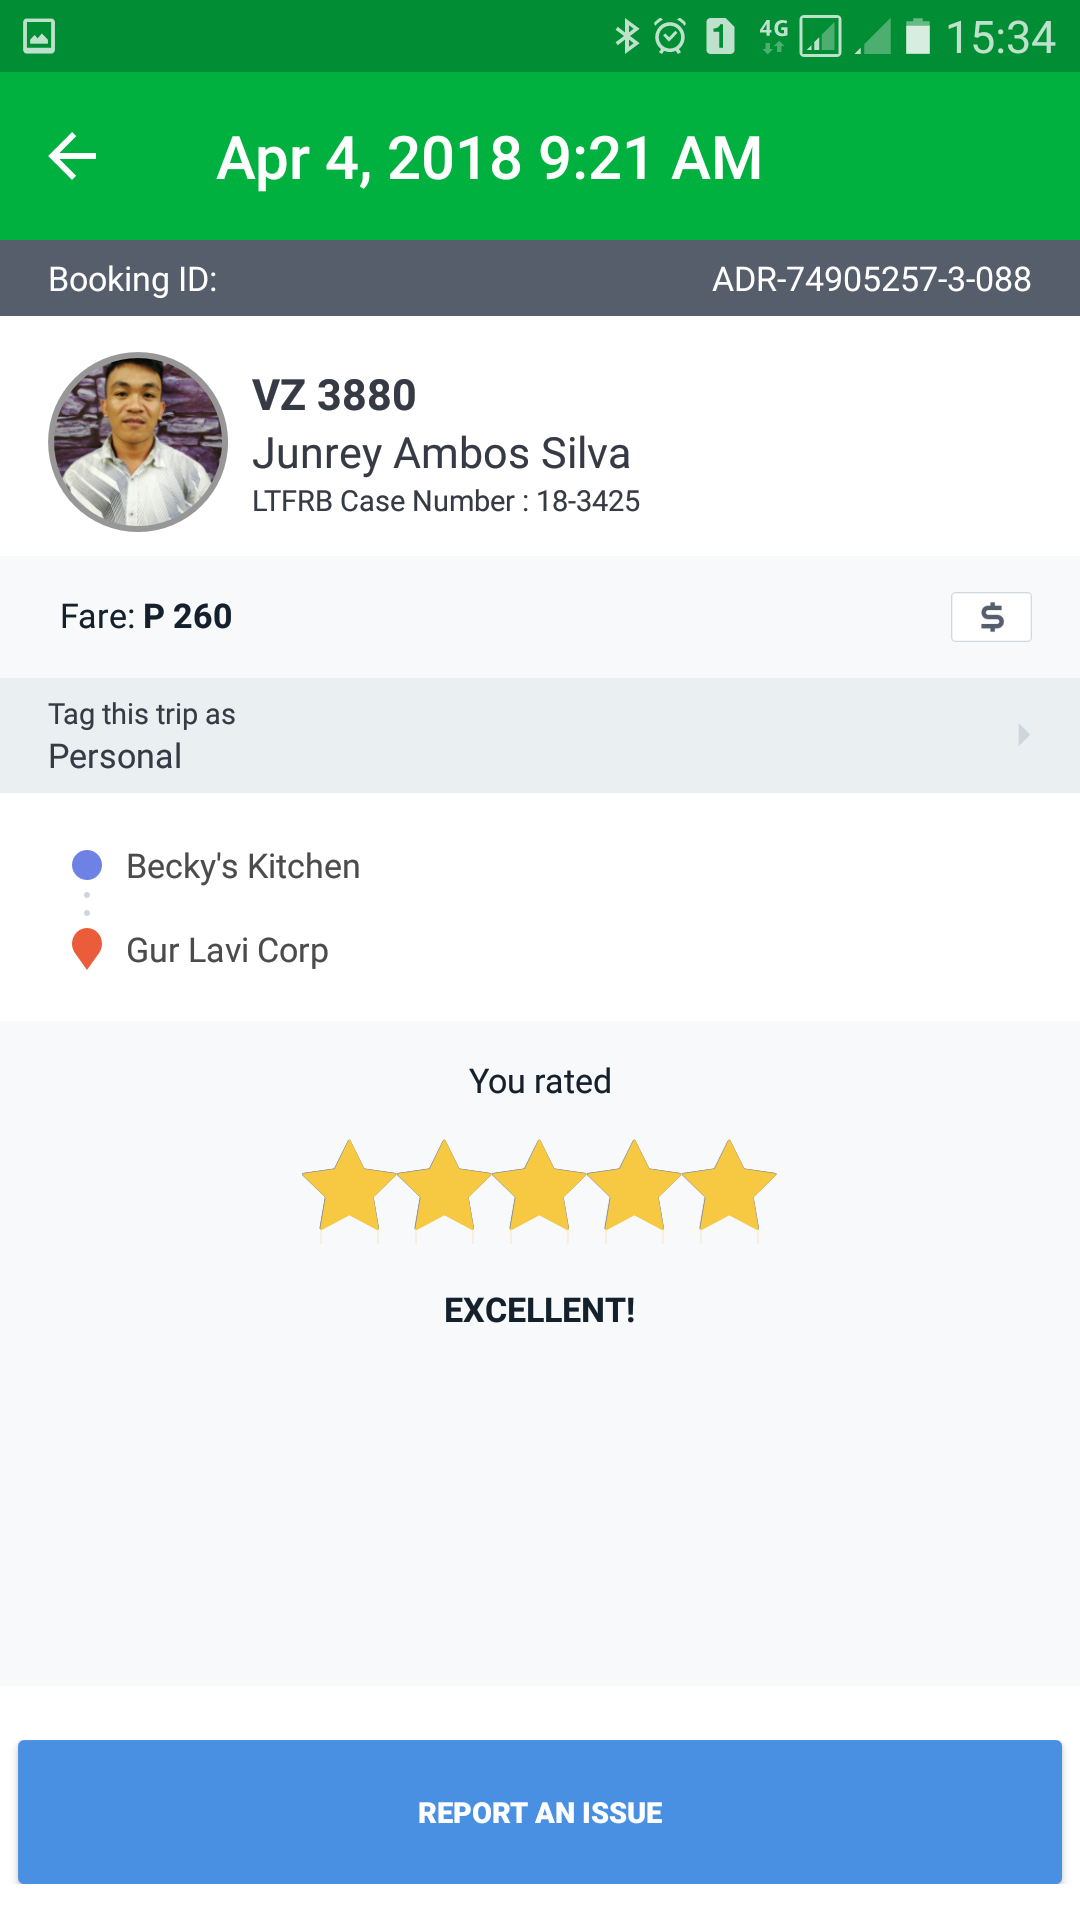 1 4G 15:34
Apr 4, 2018 9:21 AM
Booking ID: ADR-74905257-3-088
VZ 3880
Junrey Ambos Silva
LTFRB Case Number : 18-3425
Fare: P 260 $
Tag this trip as
Personal
Becky's Kitchen
Gur Lavi Corp
You rated
EXCELLENT!
REPORT AN ISSUE